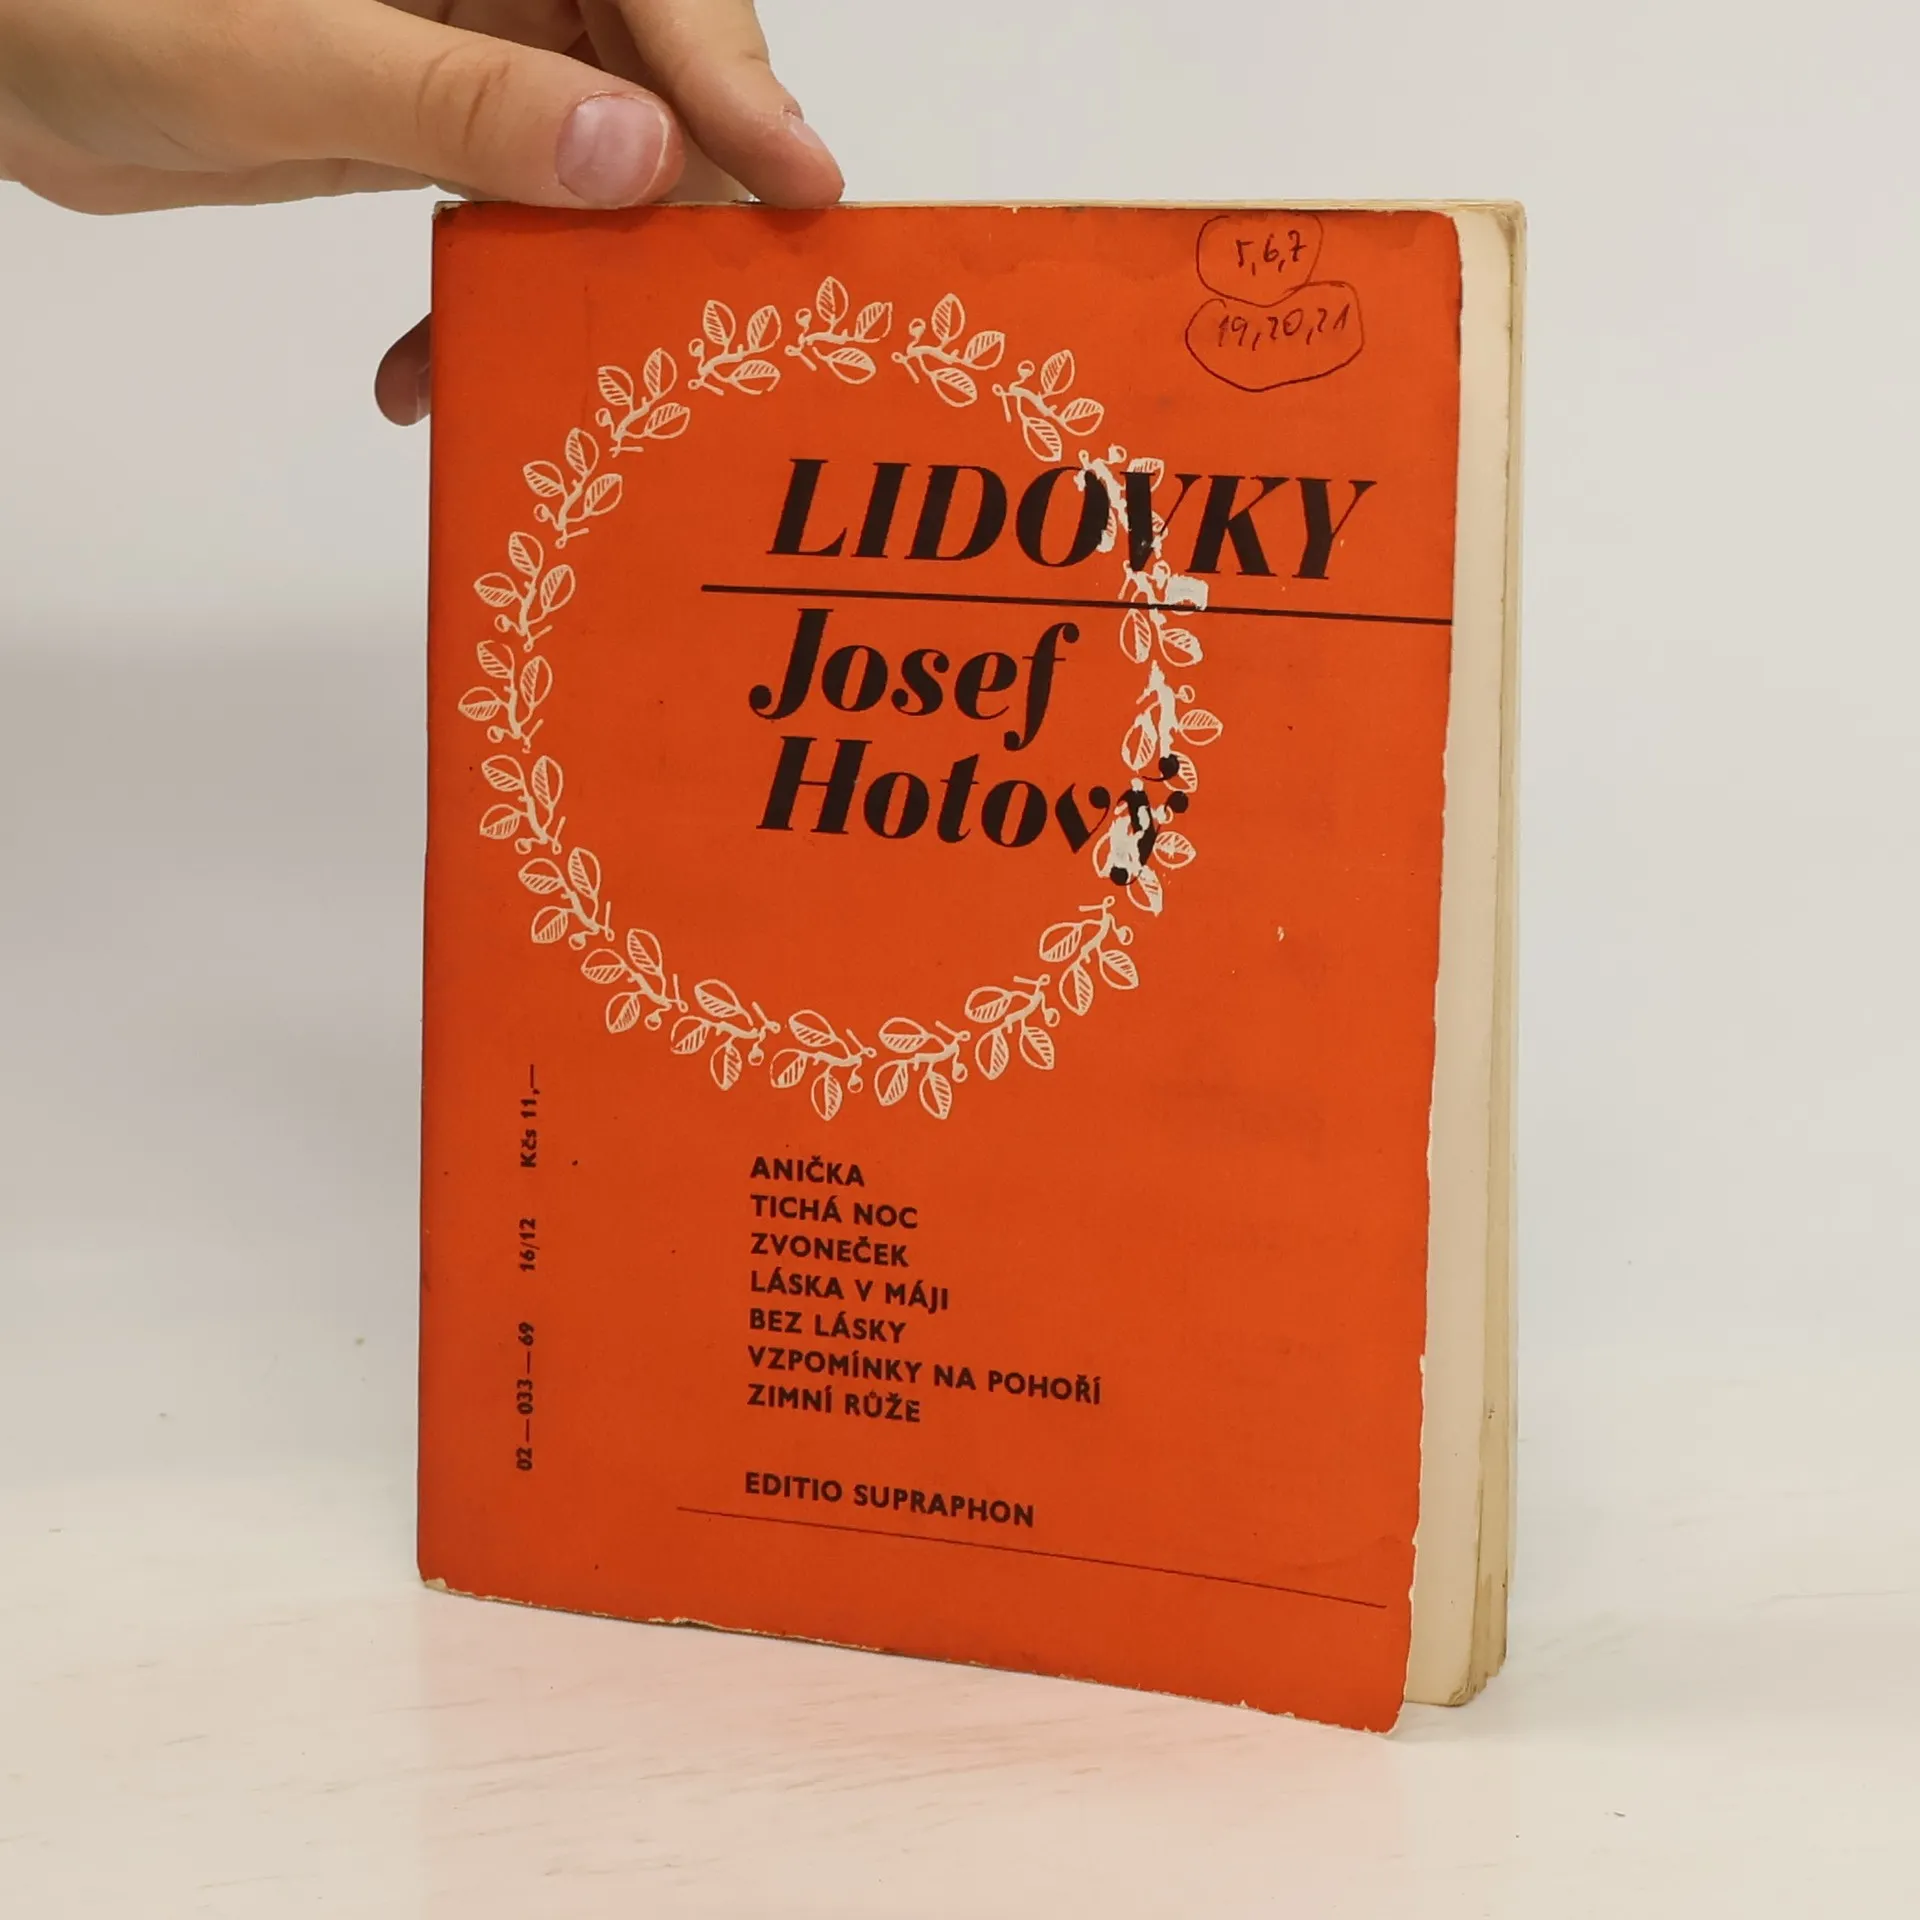 5,6,7
19,20,21
LIDOVKY
Josef
Hotový
ANIČKA
TICHÁ NOC
ZVONEČEK
LÁSKA V MÁJI
BEZ LÁSKY
VZPOMÍNKY NA POHOŘÍ
ZIMNÍ RŮŽE
EDITIO SUPRAPHON
02—033—69 16/12 Kčs 11,—